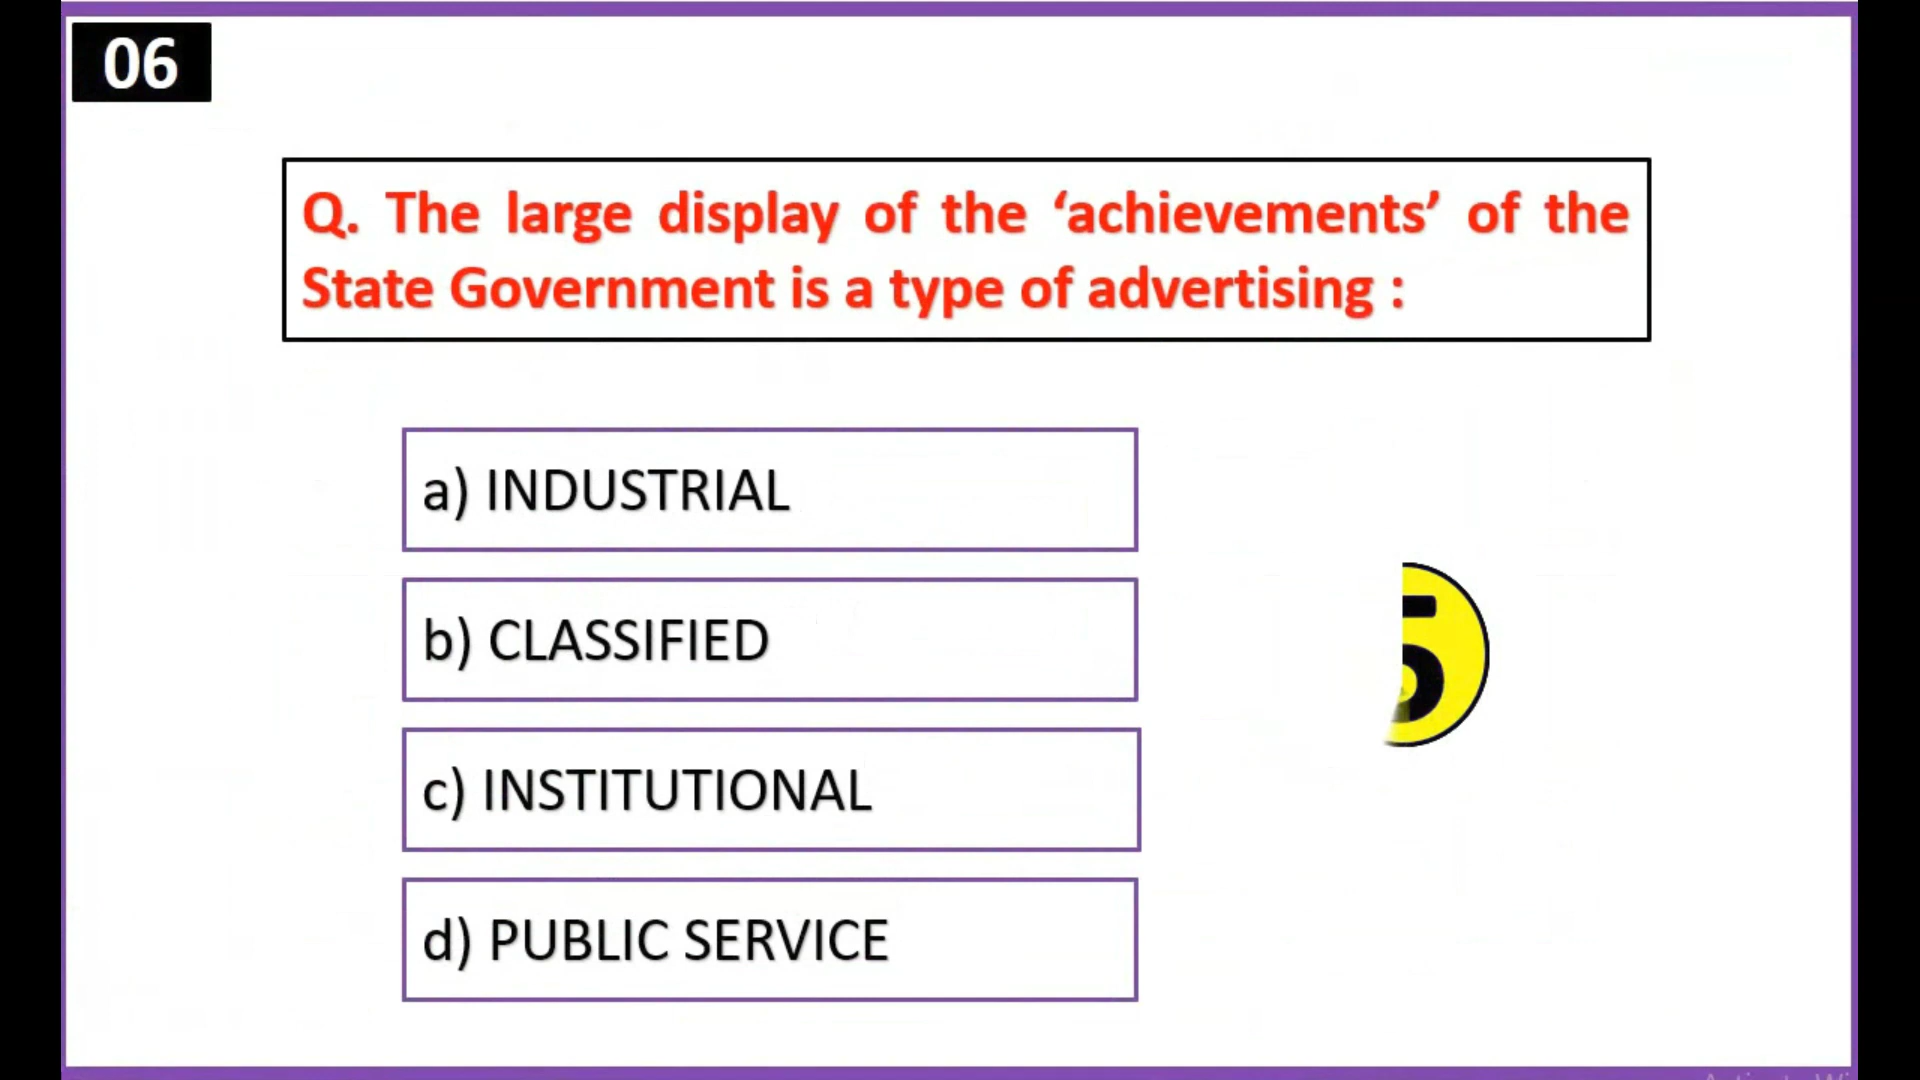 06
Q. The large display of the ‘achievements’ of the
State Government is a type of advertising :
a) INDUSTRIAL
b) CLASSIFIED
5
c) INSTITUTIONAL
d) PUBLIC SERVICE